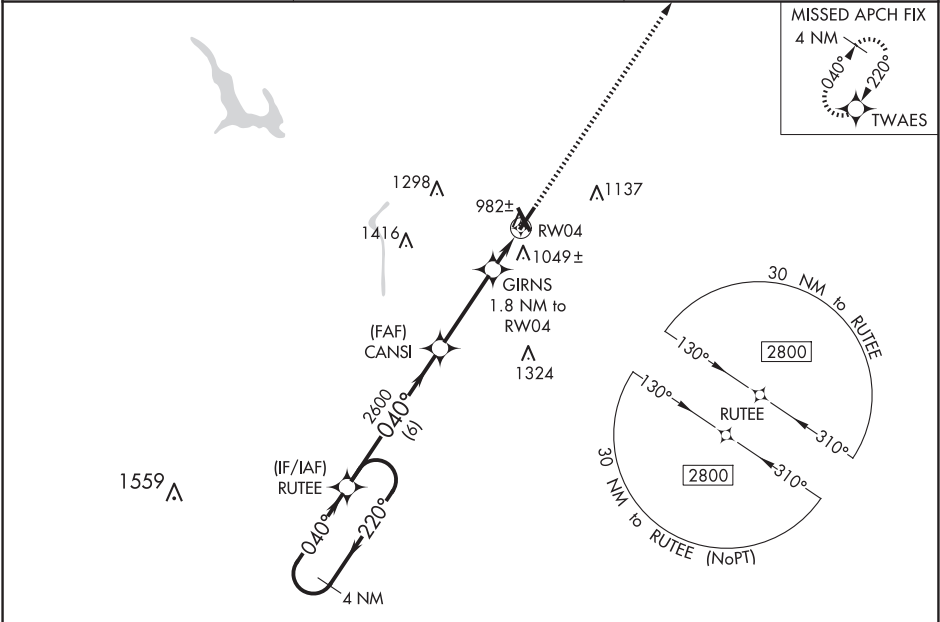 MISSED APCH FIX
4 NM
040°
220°
TWAES
1298
982±
1137
RW04
1416
1049±
GIRNS
1.8 NM to
RW04
(FAF)
CANSI
1324
2600
040°
(6)
(IF/IAF)
RUTEE
1559
040°
220°
4 NM
30 NM to RUTEE
2800
130°
310°
RUTEE
130°
310°
2800
30 NM to RUTEE (NoPT)